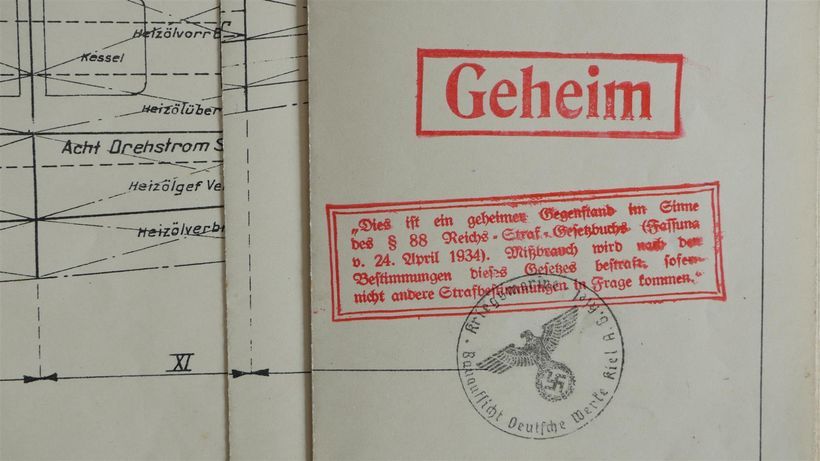 Heizölvorr
Kessel
Heizölüber
Acht Drehstrom S
Heizölgef Ve
Heizölverb
XI
Geheim
„Dies ist ein geheimer Gegenstand im Sinne
des § 88 Reichs-Straf-Gesetzbuchs (Fassung
v. 24. April 1934). Mißbrauch wird nach den
Bestimmungen dieses Gesetzes bestraft, sofern
nicht andere Strafbestimmungen in Frage kommen.“
Kriegsmarine
Bauaufsicht Deutsche Werke Kiel A.G. Kiel